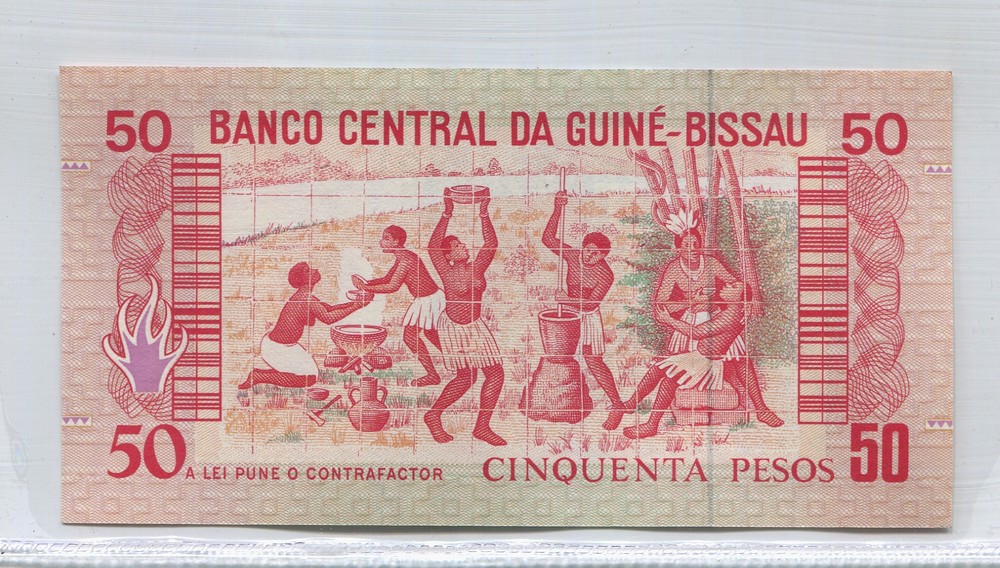 50 BANCO CENTRAL DA GUINÉ-BISSAU 50
50 A LEI PUNE O CONTRAFACTOR CINQUENTA PESOS 50